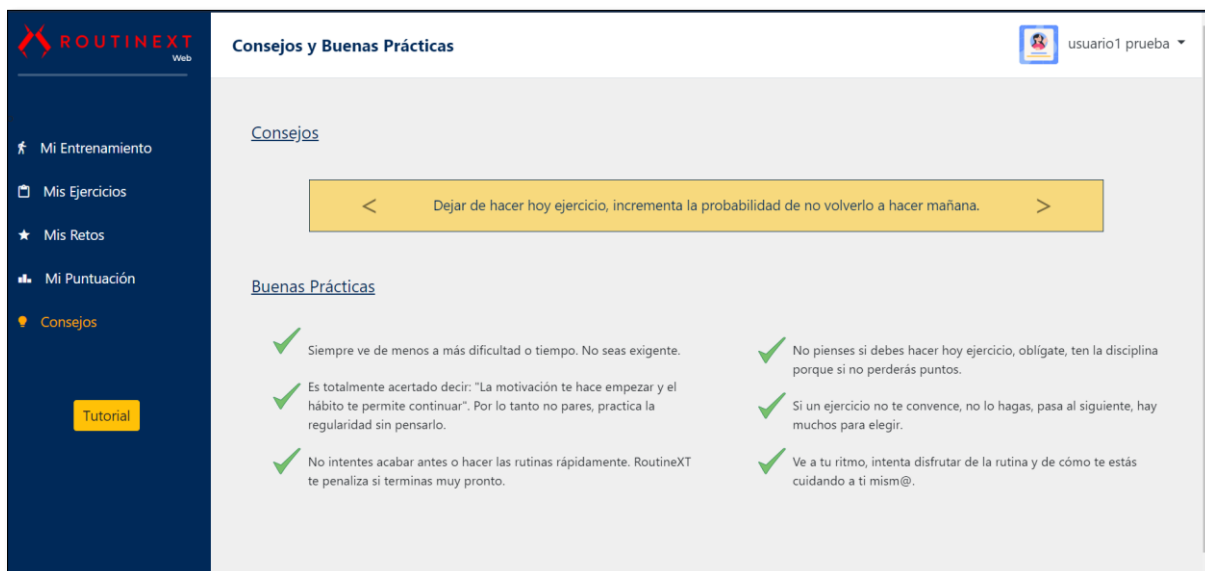 ROUTINEXT
Web
Consejos y Buenas Prácticas
usuario1 prueba
Mi Entrenamiento
Mis Ejercicios
Mis Retos
Mi Puntuación
Consejos
Tutorial
Consejos
< Dejar de hacer hoy ejercicio, incrementa la probabilidad de no volverlo a hacer mañana. >
Buenas Prácticas
Siempre ve de menos a más dificultad o tiempo. No seas exigente.
Es totalmente acertado decir: "La motivación te hace empezar y el
hábito te permite continuar". Por lo tanto no pares, practica la
regularidad sin pensarlo.
No intentes acabar antes o hacer las rutinas rápidamente. RoutineXT
te penaliza si terminas muy pronto.
No pienses si debes hacer hoy ejercicio, oblígate, ten la disciplina
porque si no perderás puntos.
Si un ejercicio no te convence, no lo hagas, pasa al siguiente, hay
muchos para elegir.
Ve a tu ritmo, intenta disfrutar de la rutina y de cómo te estás
cuidando a ti mism@.